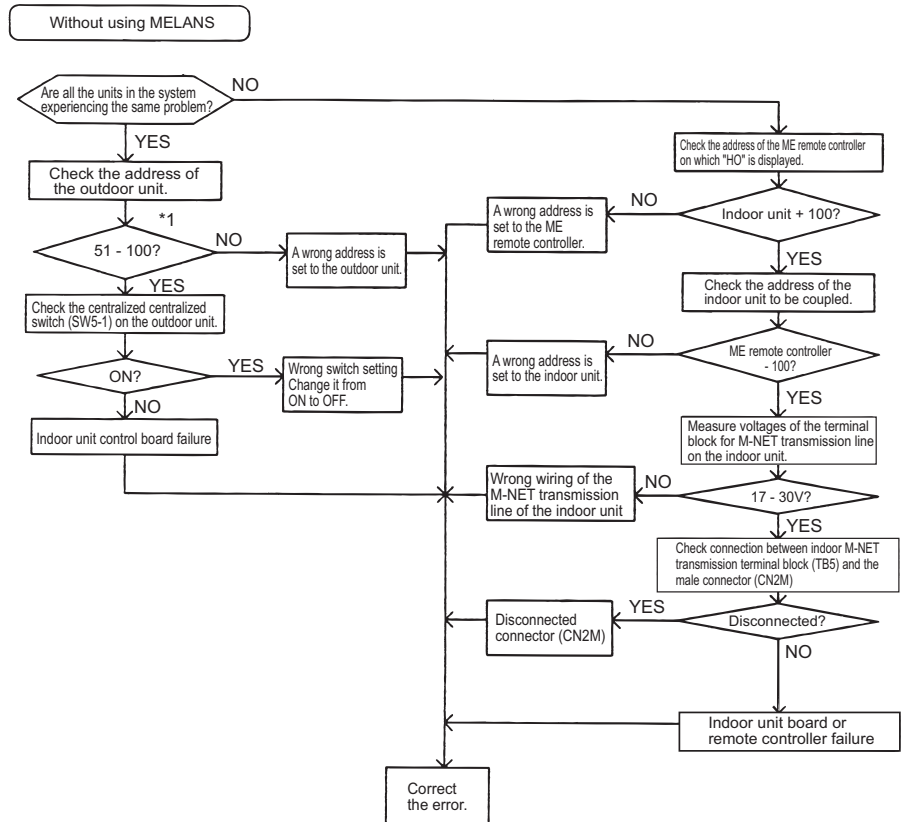 Without using MELANS
Are all the units in the system
experiencing the same problem?
NO
YES
Check the address of
the outdoor unit.
*1
51 - 100?
NO
A wrong address is
set to the outdoor unit.
YES
Check the centralized centralized
switch (SW5-1) on the outdoor unit.
ON?
YES
Wrong switch setting
Change it from
ON to OFF.
NO
Indoor unit control board failure
Check the address of the ME remote controller
on which "HO" is displayed.
Indoor unit + 100?
NO
A wrong address is
set to the ME
remote controller.
YES
Check the address of the
indoor unit to be coupled.
ME remote controller
- 100?
NO
A wrong address is
set to the indoor unit.
YES
Measure voltages of the terminal
block for M-NET transmission line
on the indoor unit.
17 - 30V?
NO
Wrong wiring of the
M-NET transmission
line of the indoor unit
YES
Check connection between indoor M-NET
transmission terminal block (TB5) and the
male connector (CN2M)
Disconnected?
YES
Disconnected
connector (CN2M)
NO
Indoor unit board or
remote controller failure
Correct
the error.